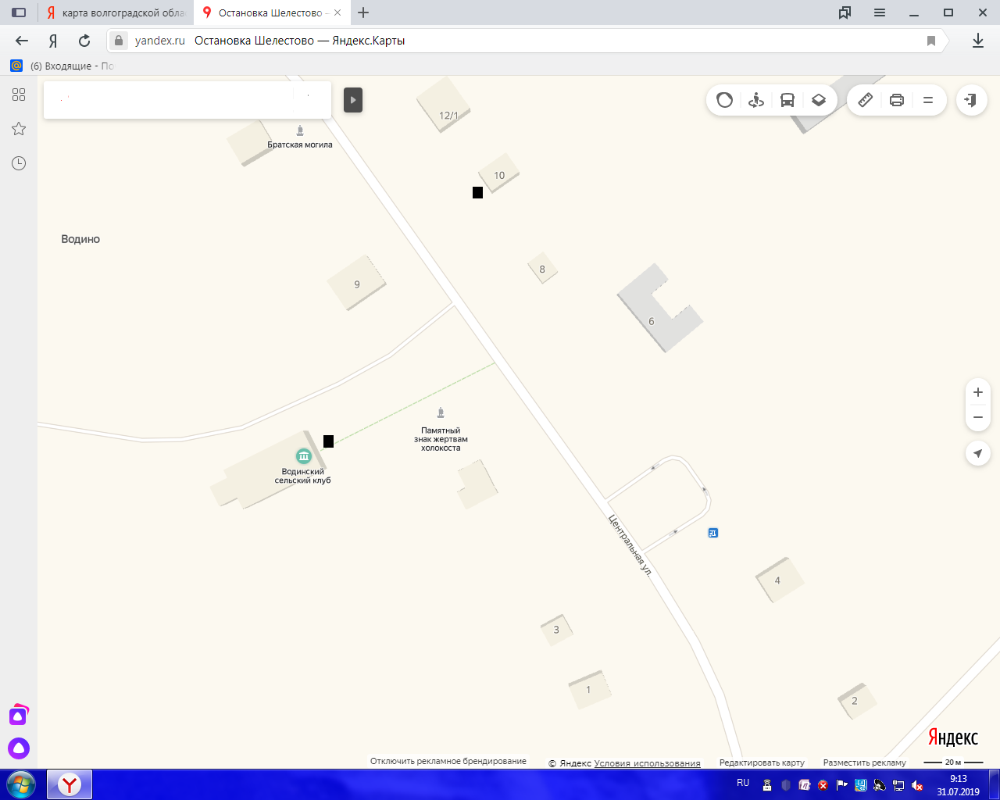 карта волгоградской обла
Остановка Шелестово –
yandex.ru Остановка Шелестово — Яндекс.Карты
(6) Входящие - По
12/1
Братская могила
10
Водино
8
9
6
Памятный
знак жертвам
холокоста
Водинский
сельский клуб
Центральная ул.
4
3
1
2
Яндекс
Отключить рекламное брендирование
© Яндекс Условия использования
Редактировать карту
Разместить рекламу
20 м
RU
9:13
31.07.2019